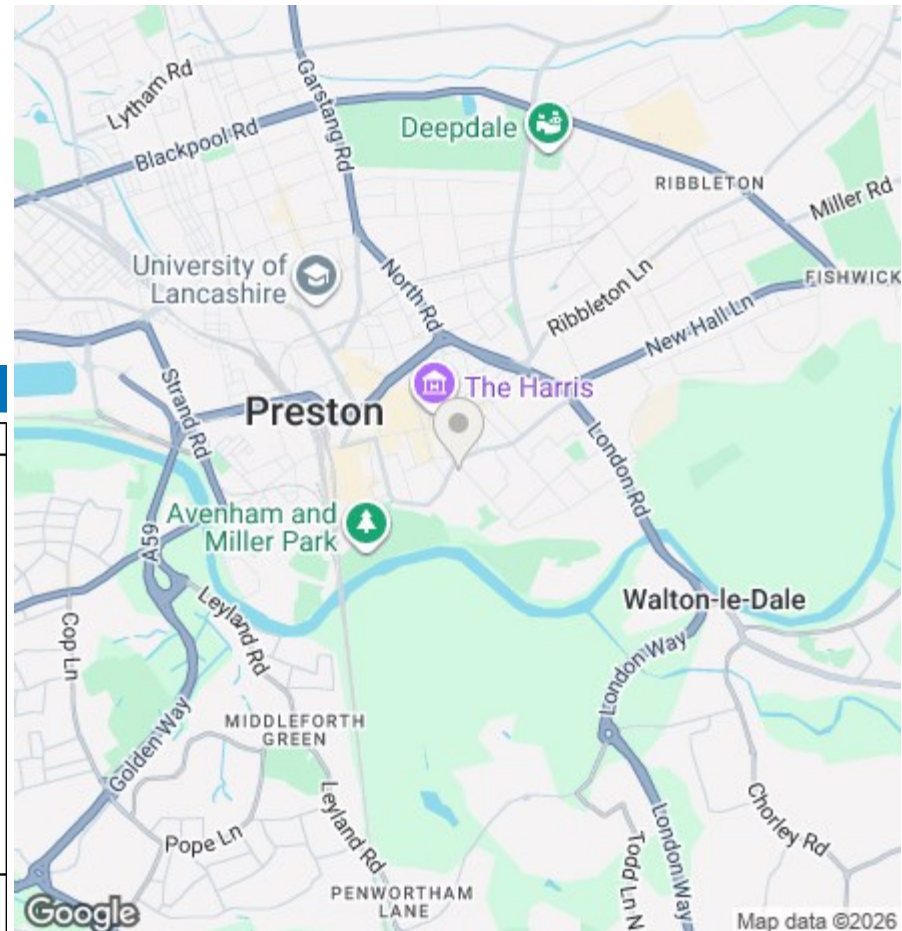 Lytham Rd
Garstang Rd
Blackpool Rd
Deepdale
RIBBLETON
Miller Rd
University of
Lancashire
North Rd
Ribbleton Ln
FISHWICK
New Hall Ln
Strand Rd
The Harris
Preston
London Rd
A59
Avenham and
Miller Park
Walton-le-Dale
Cop Ln
Leyland Rd
London Way
MIDDLEFORTH
GREEN
Golden Way
Leyland Rd
Pope Ln
Chorley Rd
London Way
Todd Ln N
PENWORTHAM
LANE
Google
Map data ©2026